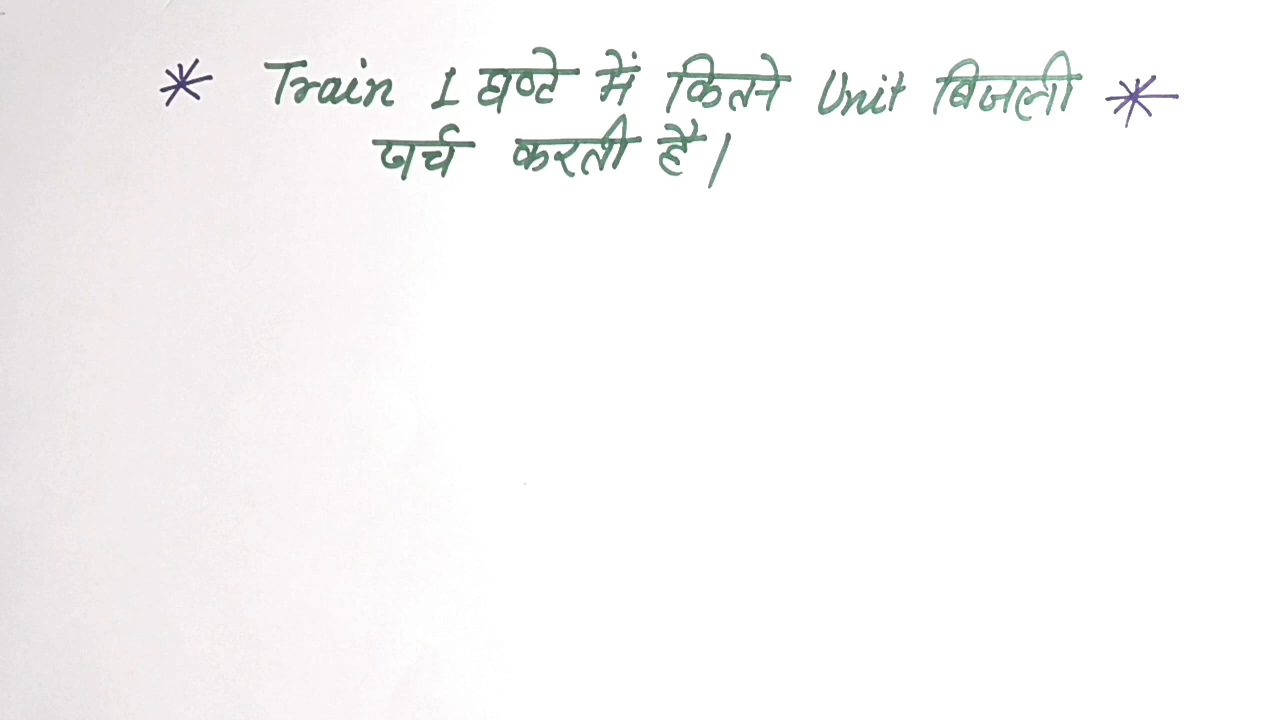 * Train 1 घण्टे में कितने Unit बिजली *
खर्च करती है।